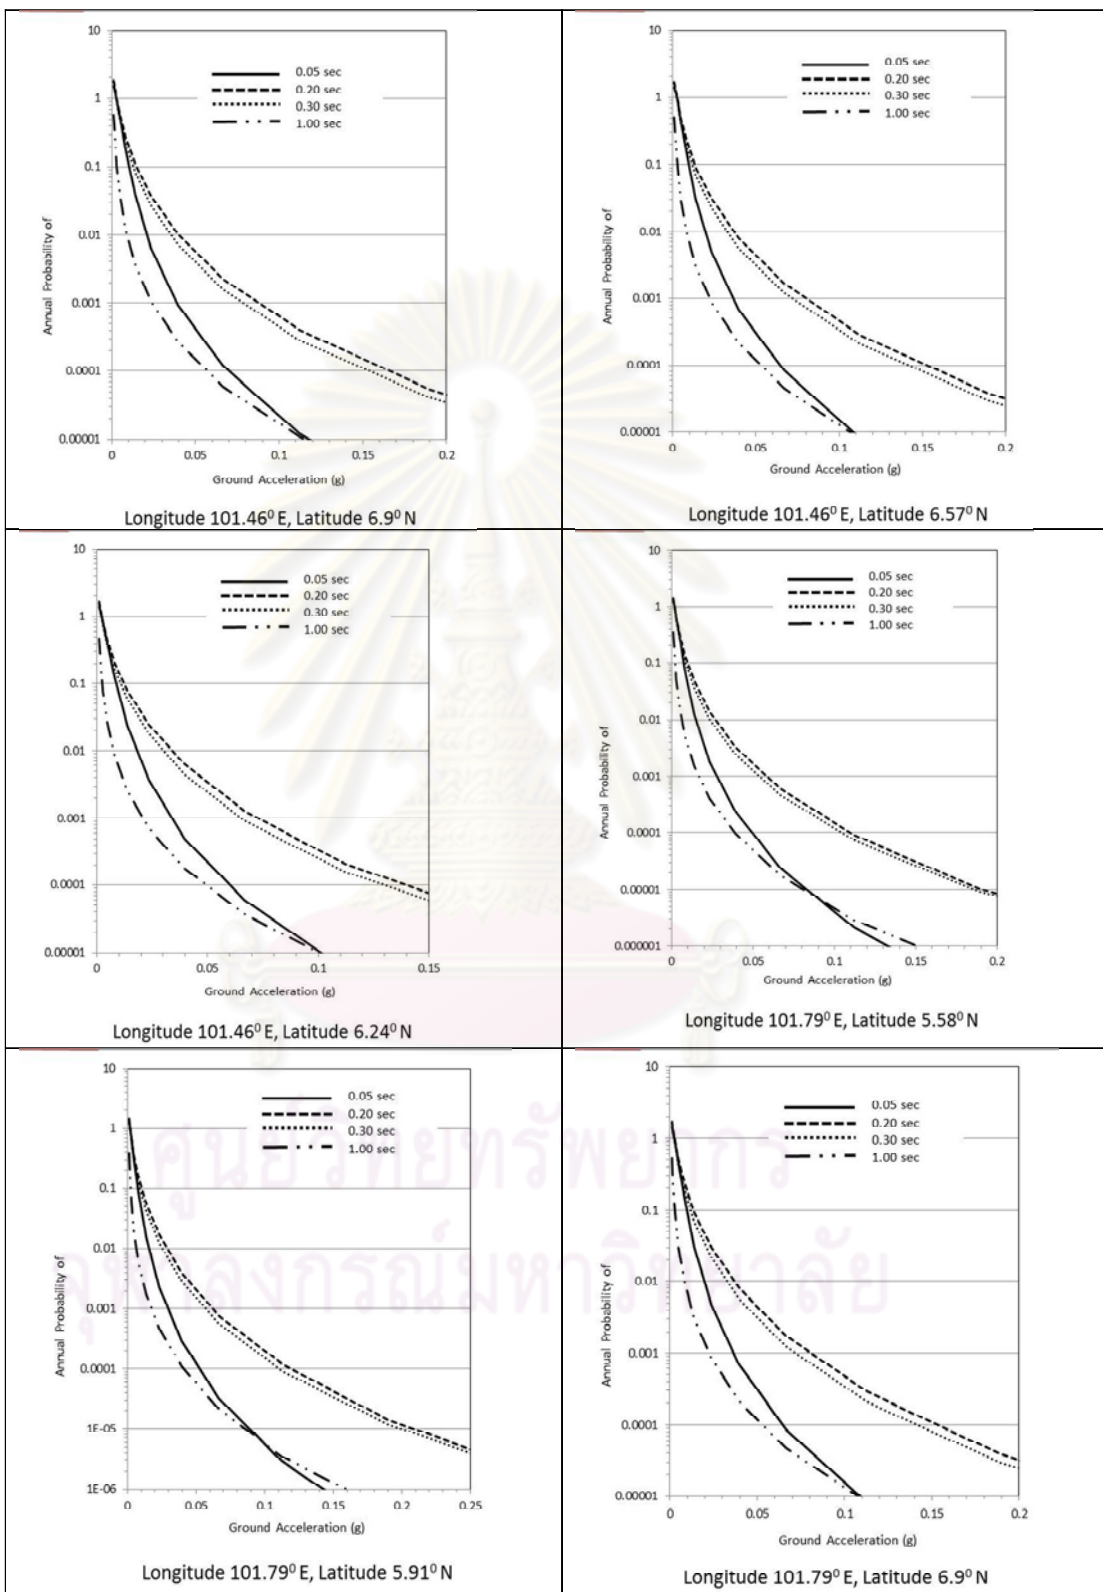 10
1
0.1
0.01
0.001
0.0001
0.00001
Annual Probability of
0.05 sec
0.20 sec
0.30 sec
1.00 sec
0 0.05 0.1 0.15 0.2
Ground Acceleration (g)
Longitude 101.46⁰ E, Latitude 6.9⁰ N
10
1
0.1
0.01
0.001
0.0001
0.00001
Annual Probability of
0.05 sec
0.20 sec
0.30 sec
1.00 sec
0 0.05 0.1 0.15 0.2
Ground Acceleration (g)
Longitude 101.46⁰ E, Latitude 6.57⁰ N
10
1
0.1
0.01
0.001
0.0001
0.00001
Annual Probability of
0.05 sec
0.20 sec
0.30 sec
1.00 sec
0 0.05 0.1 0.15
Ground Acceleration (g)
Longitude 101.46⁰ E, Latitude 6.24⁰ N
10
1
0.1
0.01
0.001
0.0001
0.00001
0.000001
Annual Probability of
0.05 sec
0.20 sec
0.30 sec
1.00 sec
0 0.05 0.1 0.15 0.2
Ground Acceleration (g)
Longitude 101.79⁰ E, Latitude 5.58⁰ N
10
1
0.1
0.01
0.001
0.0001
1E-05
1E-06
Annual Probability of
0.05 sec
0.20 sec
0.30 sec
1.00 sec
0 0.05 0.1 0.15 0.2 0.25
Ground Acceleration (g)
Longitude 101.79⁰ E, Latitude 5.91⁰ N
10
1
0.1
0.01
0.001
0.0001
0.00001
Annual Probability of
0.05 sec
0.20 sec
0.30 sec
1.00 sec
0 0.05 0.1 0.15 0.2
Ground Acceleration (g)
Longitude 101.79⁰ E, Latitude 6.9⁰ N
ศูนย์วิทยทรัพยากร
จุฬาลงกรณ์มหาวิทยาลัย